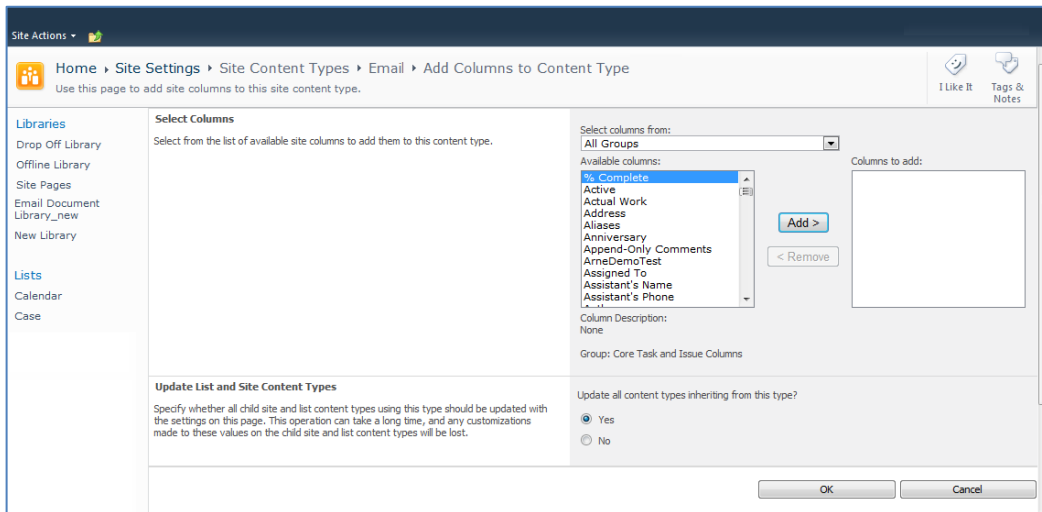 Site Actions
Home ▸ Site Settings ▸ Site Content Types ▸ Email ▸ Add Columns to Content Type
Use this page to add site columns to this site content type.
I Like It
Tags &
Notes
Libraries
Drop Off Library
Offline Library
Site Pages
Email Document
Library_new
New Library
Lists
Calendar
Case
Select Columns
Select from the list of available site columns to add them to this content type.
Select columns from:
All Groups
Available columns:
% Complete
Active
Actual Work
Address
Aliases
Anniversary
Append-Only Comments
ArneDemoTest
Assigned To
Assistant's Name
Assistant's Phone
Add >
< Remove
Columns to add:
Column Description:
None
Group: Core Task and Issue Columns
Update List and Site Content Types
Specify whether all child site and list content types using this type should be updated with
the settings on this page. This operation can take a long time, and any customizations
made to these values on the child site and list content types will be lost.
Update all content types inheriting from this type?
Yes
No
OK
Cancel